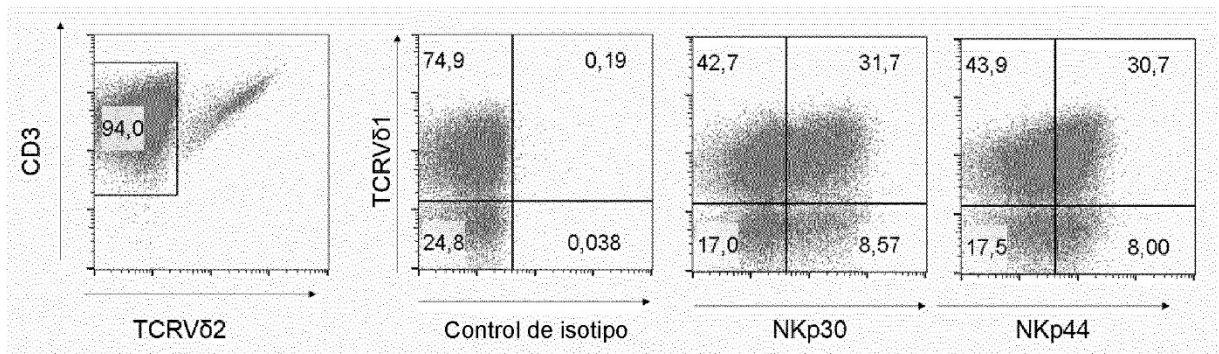 CD3
94,0
TCRVδ2
TCRVδ1
74,9 0,19
24,8 0,038
Control de isotipo
42,7 31,7
17,0 8,57
NKp30
43,9 30,7
17,5 8,00
NKp44